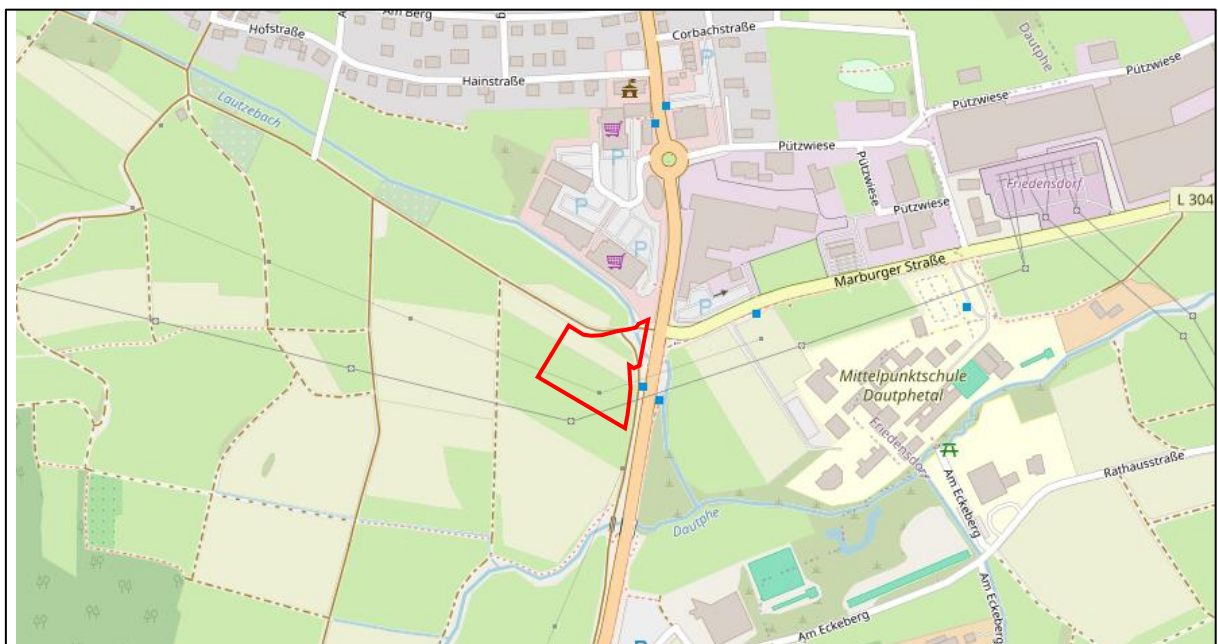 Am Berg
Hofstraße
Corbachstraße
P
Dautphe
Pützwiese
Hainstraße
Lautzebach
Pützwiese
P
Pützwiese
Pützwiese
Friedensdorf
P
Pützwiese
L 304
P
Marburger Straße
P
Mittelpunktschule
Dautphetal
Friedensdorf
Rathausstraße
Am Eckeberg
Dautphe
Am Eckeberg
Am Eckeberg
P